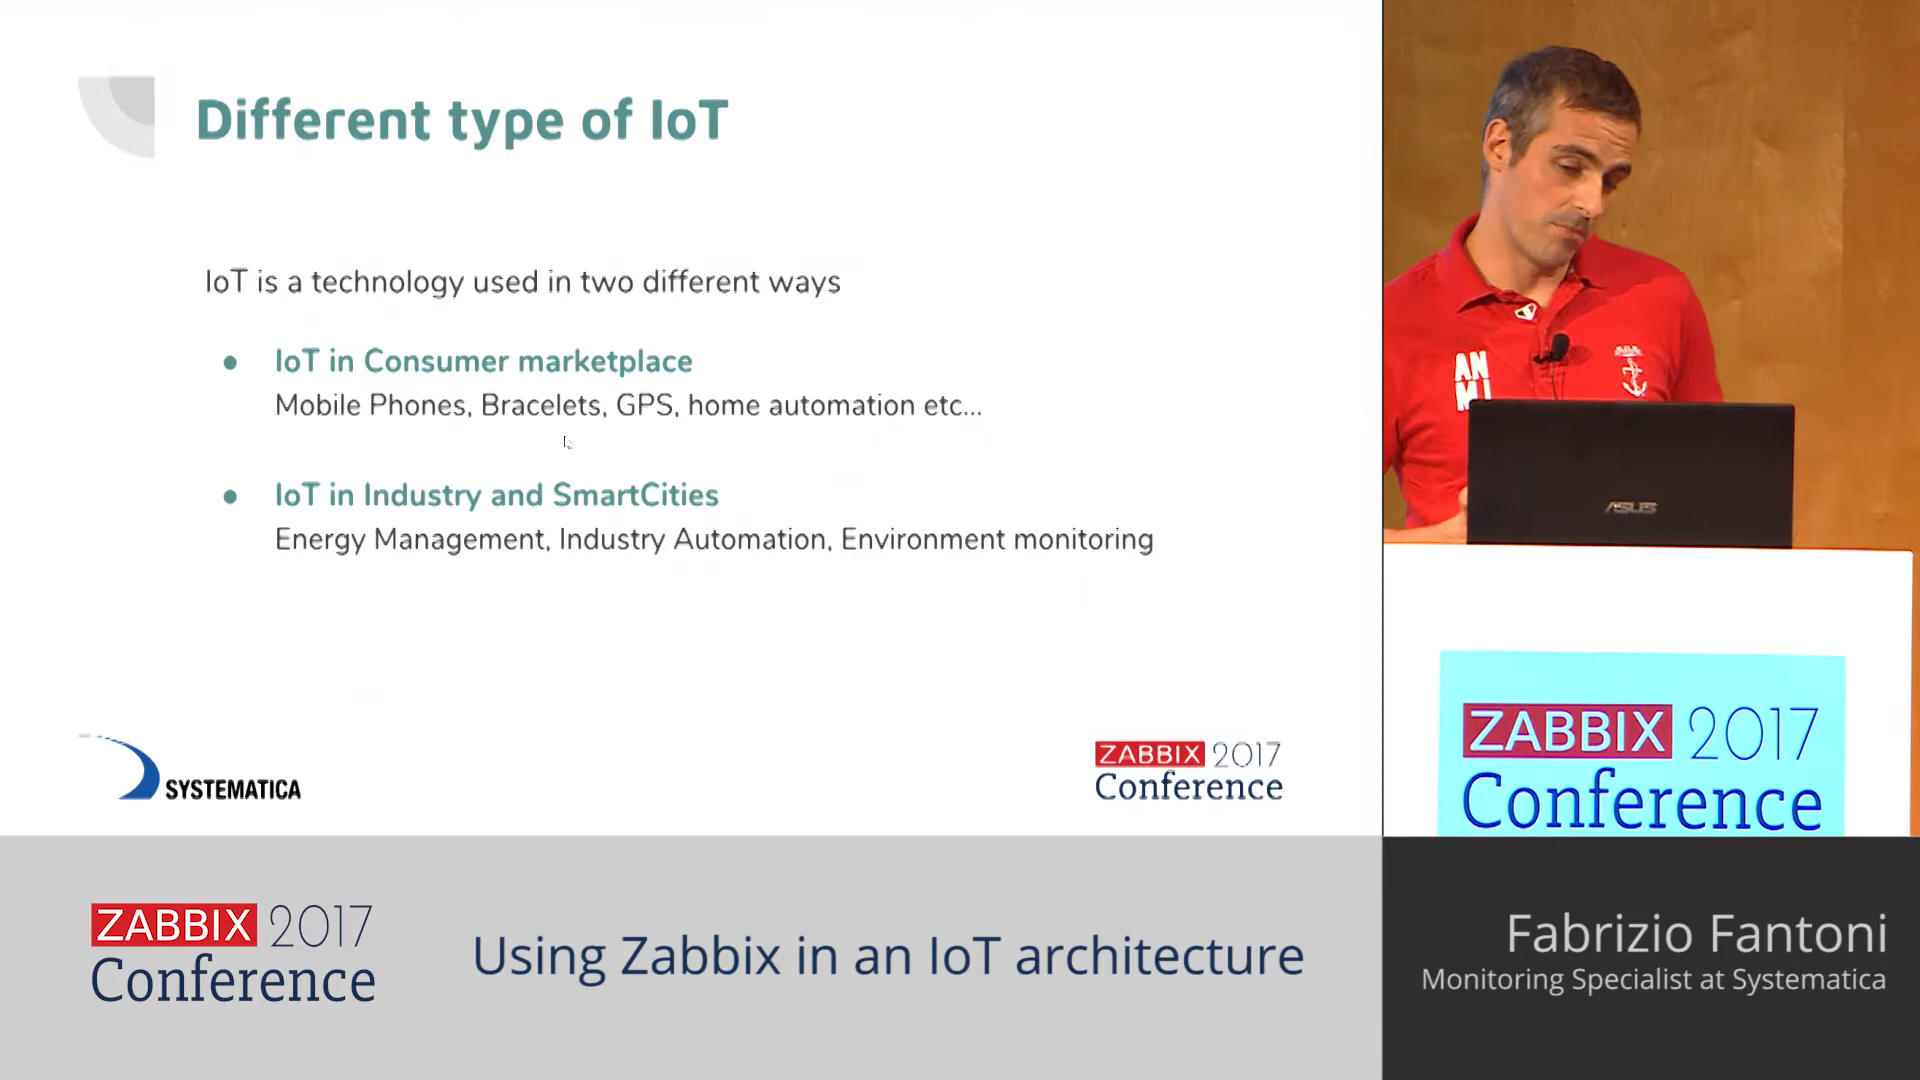 Different type of IoT
IoT is a technology used in two different ways
● IoT in Consumer marketplace
Mobile Phones, Bracelets, GPS, home automation etc...
● IoT in Industry and SmartCities
Energy Management, Industry Automation, Environment monitoring
SYSTEMATICA
ZABBIX 2017
Conference
AN
ASUS
ZABBIX 2017
Conference
ZABBIX 2017
Conference
Using Zabbix in an IoT architecture
Fabrizio Fantoni
Monitoring Specialist at Systematica